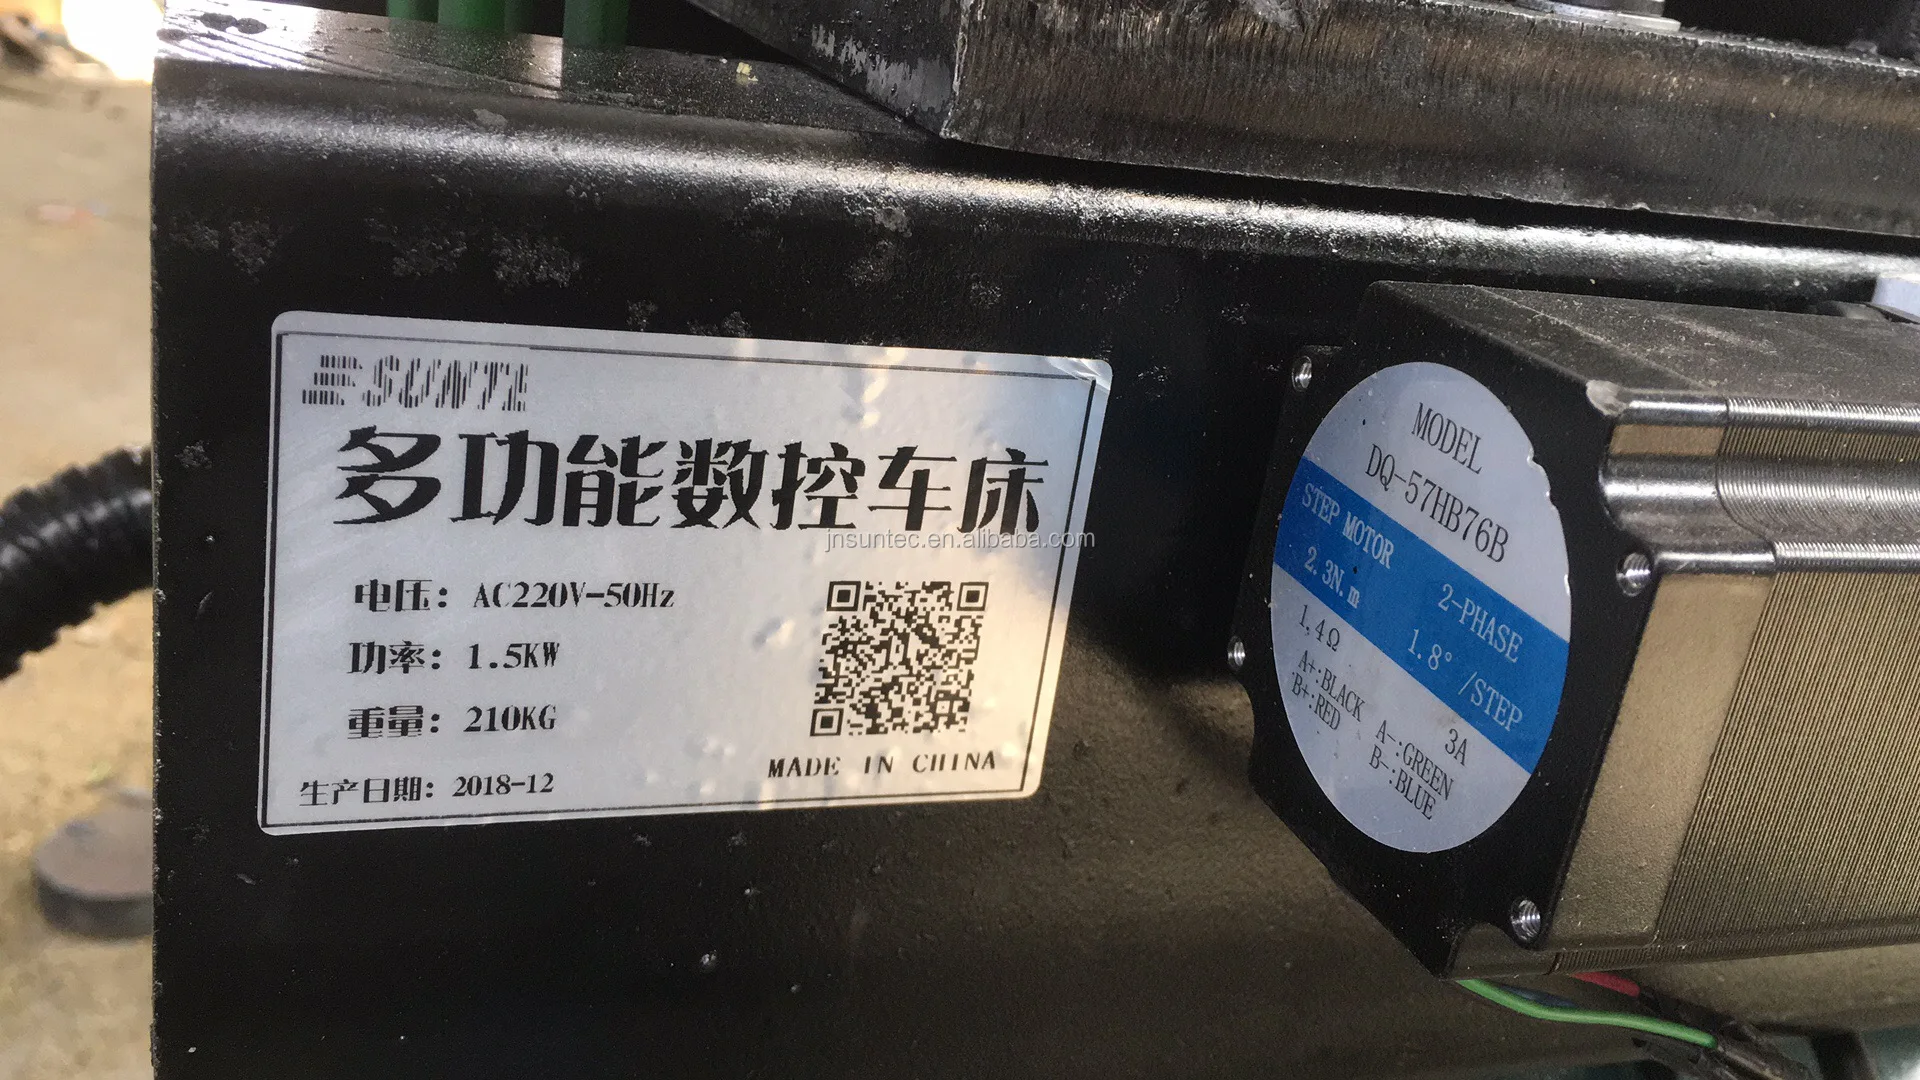 SUNTE
多功能数控车床
电压: AC220V-50Hz
功率: 1.5KW
重量: 210KG
生产日期: 2018-12
MADE IN CHINA
jnsuntec.en.alibaba.com
MODEL
DQ-57HB76B
STEP MOTOR 2-PHASE
2.3N.m 1.8° /STEP
1,4Ω 3A
A+:BLACK A-:GREEN
B+:RED B-:BLUE